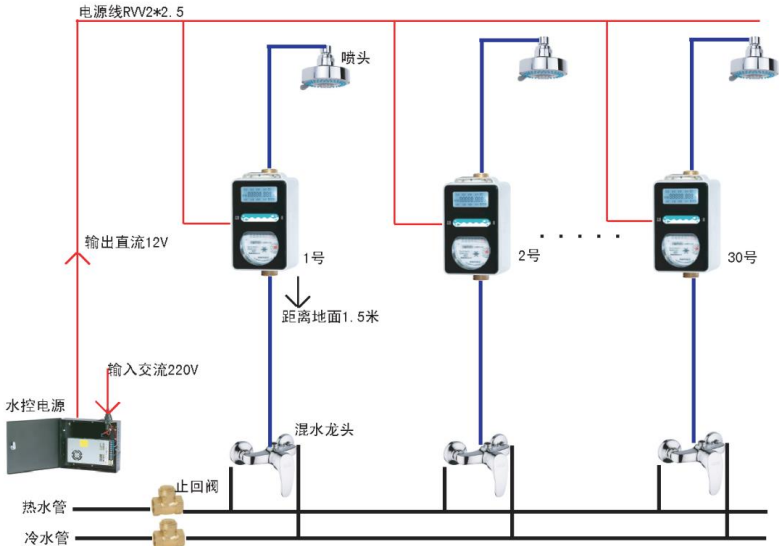 电源线RVV2*2.5
喷头
输出直流12V
1号
2号
30号
距离地面1.5米
输入交流220V
水控电源
混水龙头
止回阀
热水管
冷水管